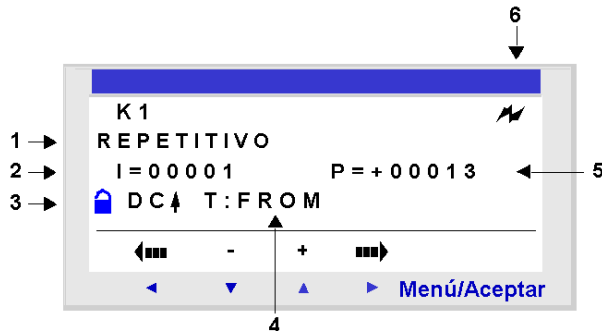 6
K1
1 REPETITIVO
2 I=00001 P=+00013 5
3 DC T:FROM
- +
Menú/Aceptar
4